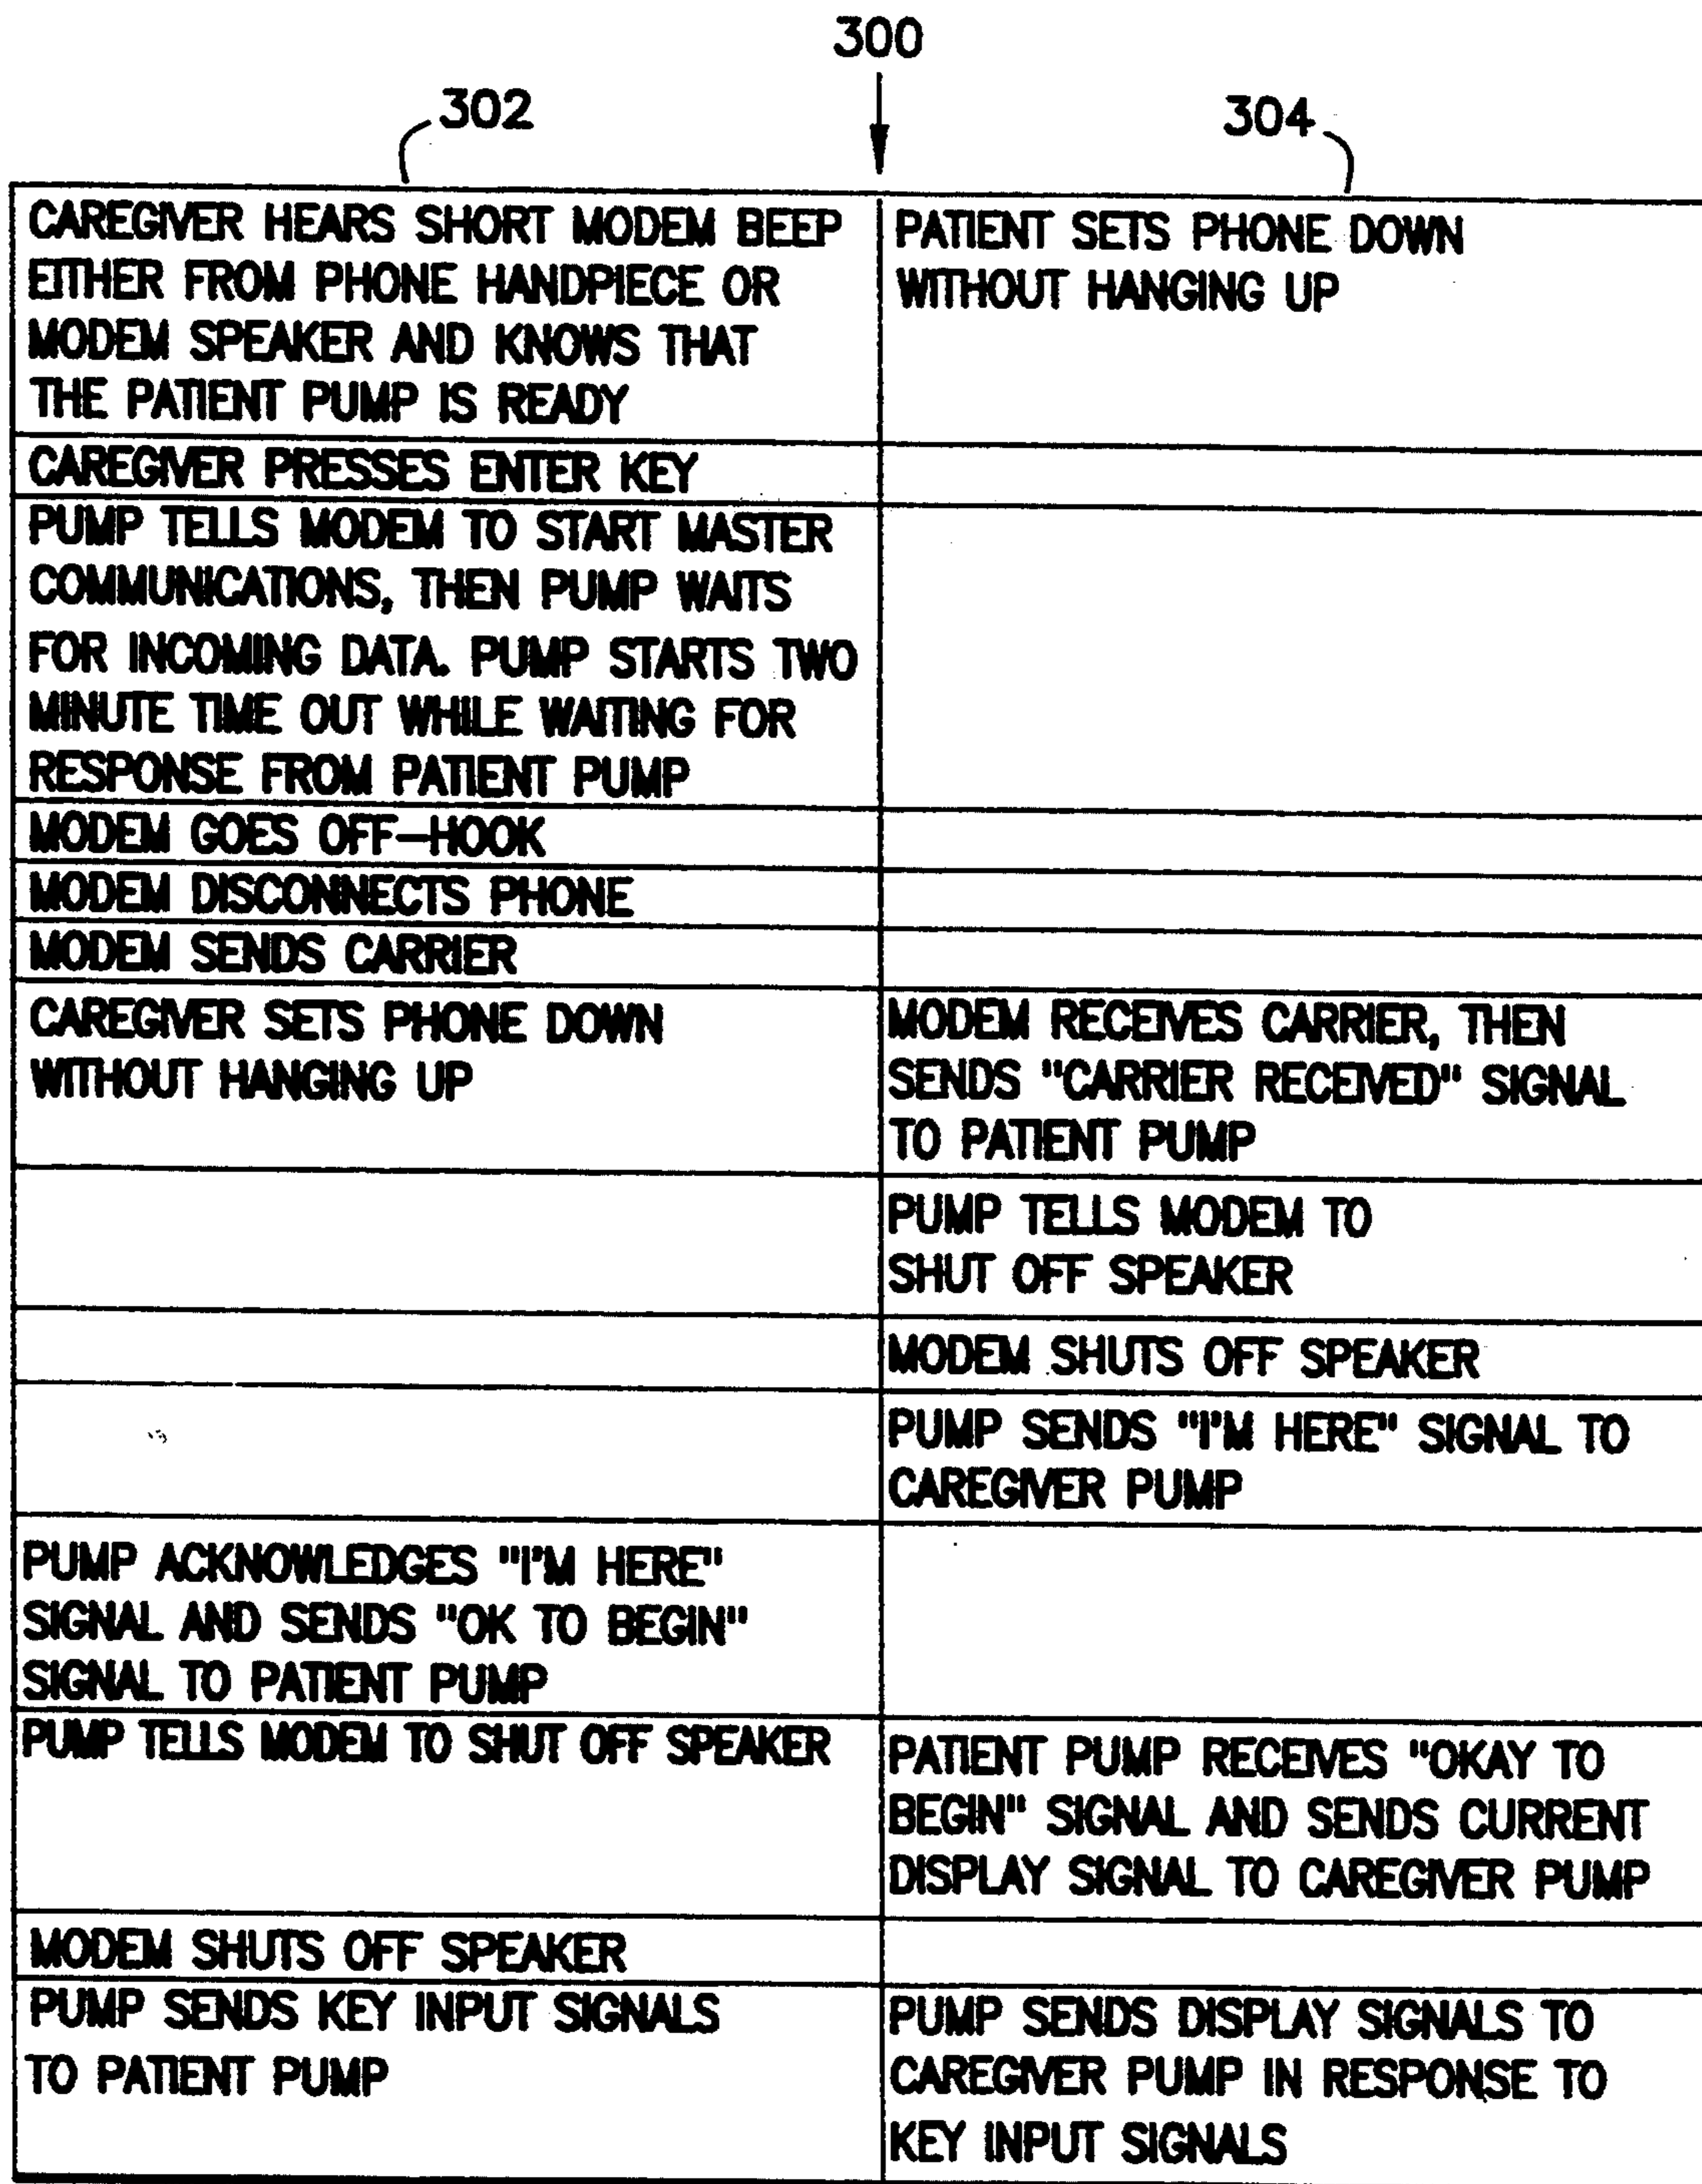 300
302
304
CAREGIVER HEARS SHORT MODEM BEEP
EITHER FROM PHONE HANDPIECE OR
MODEM SPEAKER AND KNOWS THAT
THE PATIENT PUMP IS READY
PATIENT SETS PHONE DOWN
WITHOUT HANGING UP
CAREGIVER PRESSES ENTER KEY
PUMP TELLS MODEM TO START MASTER
COMMUNICATIONS, THEN PUMP WAITS
FOR INCOMING DATA. PUMP STARTS TWO
MINUTE TIME OUT WHILE WAITING FOR
RESPONSE FROM PATIENT PUMP
MODEM GOES OFF-HOOK
MODEM DISCONNECTS PHONE
MODEM SENDS CARRIER
CAREGIVER SETS PHONE DOWN
WITHOUT HANGING UP
MODEM RECEIVES CARRIER, THEN
SENDS "CARRIER RECEIVED" SIGNAL
TO PATIENT PUMP
PUMP TELLS MODEM TO
SHUT OFF SPEAKER
MODEM SHUTS OFF SPEAKER
PUMP SENDS "I'M HERE" SIGNAL TO
CAREGIVER PUMP
PUMP ACKNOWLEDGES "I'M HERE"
SIGNAL AND SENDS "OK TO BEGIN"
SIGNAL TO PATIENT PUMP
PUMP TELLS MODEM TO SHUT OFF SPEAKER
PATIENT PUMP RECEIVES "OKAY TO
BEGIN" SIGNAL AND SENDS CURRENT
DISPLAY SIGNAL TO CAREGIVER PUMP
MODEM SHUTS OFF SPEAKER
PUMP SENDS KEY INPUT SIGNALS
TO PATIENT PUMP
PUMP SENDS DISPLAY SIGNALS TO
CAREGIVER PUMP IN RESPONSE TO
KEY INPUT SIGNALS